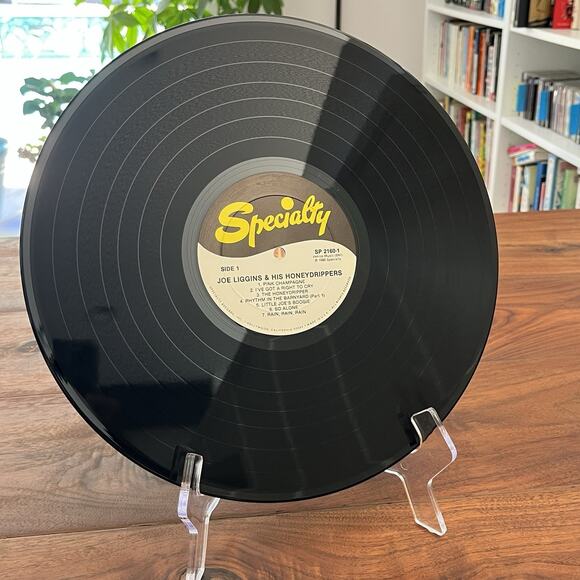 Specialty
SIDE 1
SP 2160-1
JOE LIGGINS & HIS HONEYDRIPPERS
1. PINK CHAMPAGNE
2. I'VE GOT A RIGHT TO CRY
3. THE HONEYDRIPPER
4. RHYTHM IN THE BARNYARD (Part 1)
5. LITTLE JOE'S BOOGIE
6. SO ALONE
7. RAIN, RAIN, RAIN